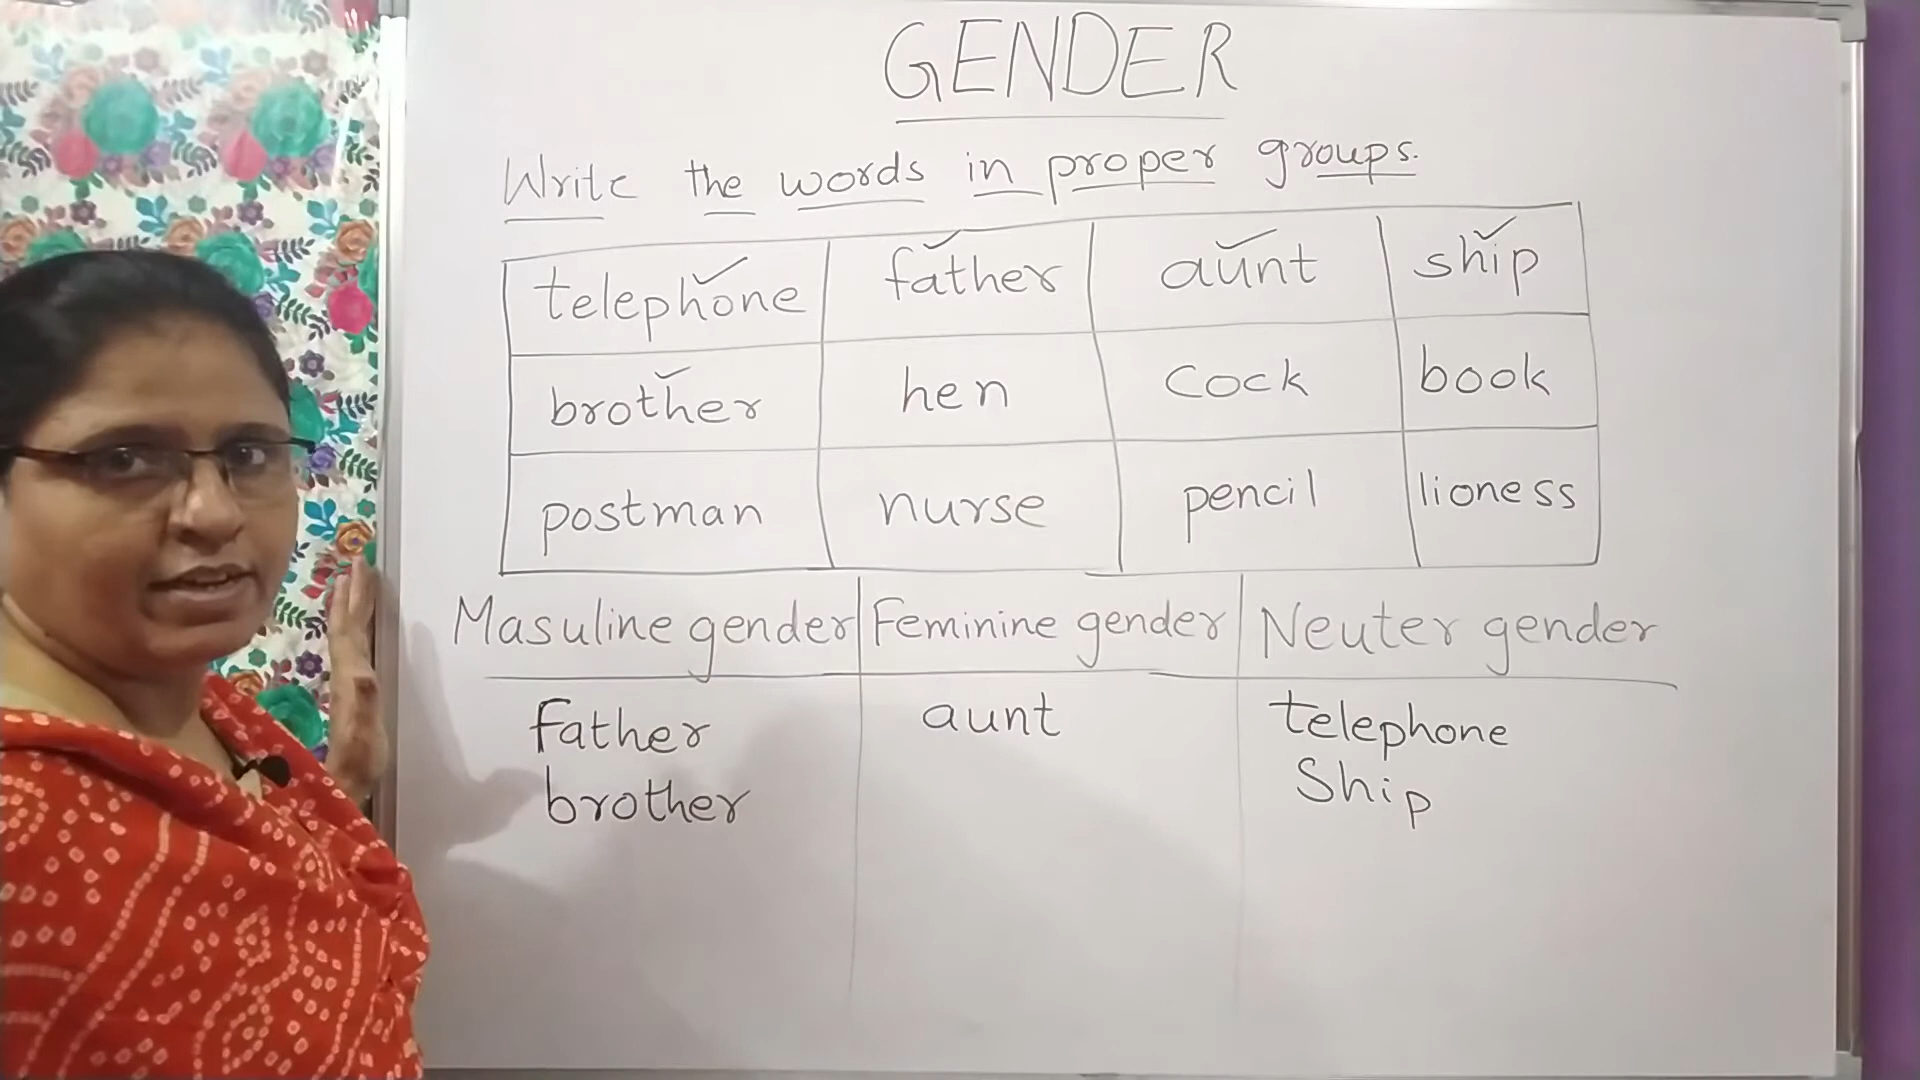 GENDER
Write the words in proper groups.
telephone father aunt ship
brother hen cock book
postman nurse pencil lioness
Masuline gender Feminine gender Neuter gender
Father aunt telephone
brother Ship